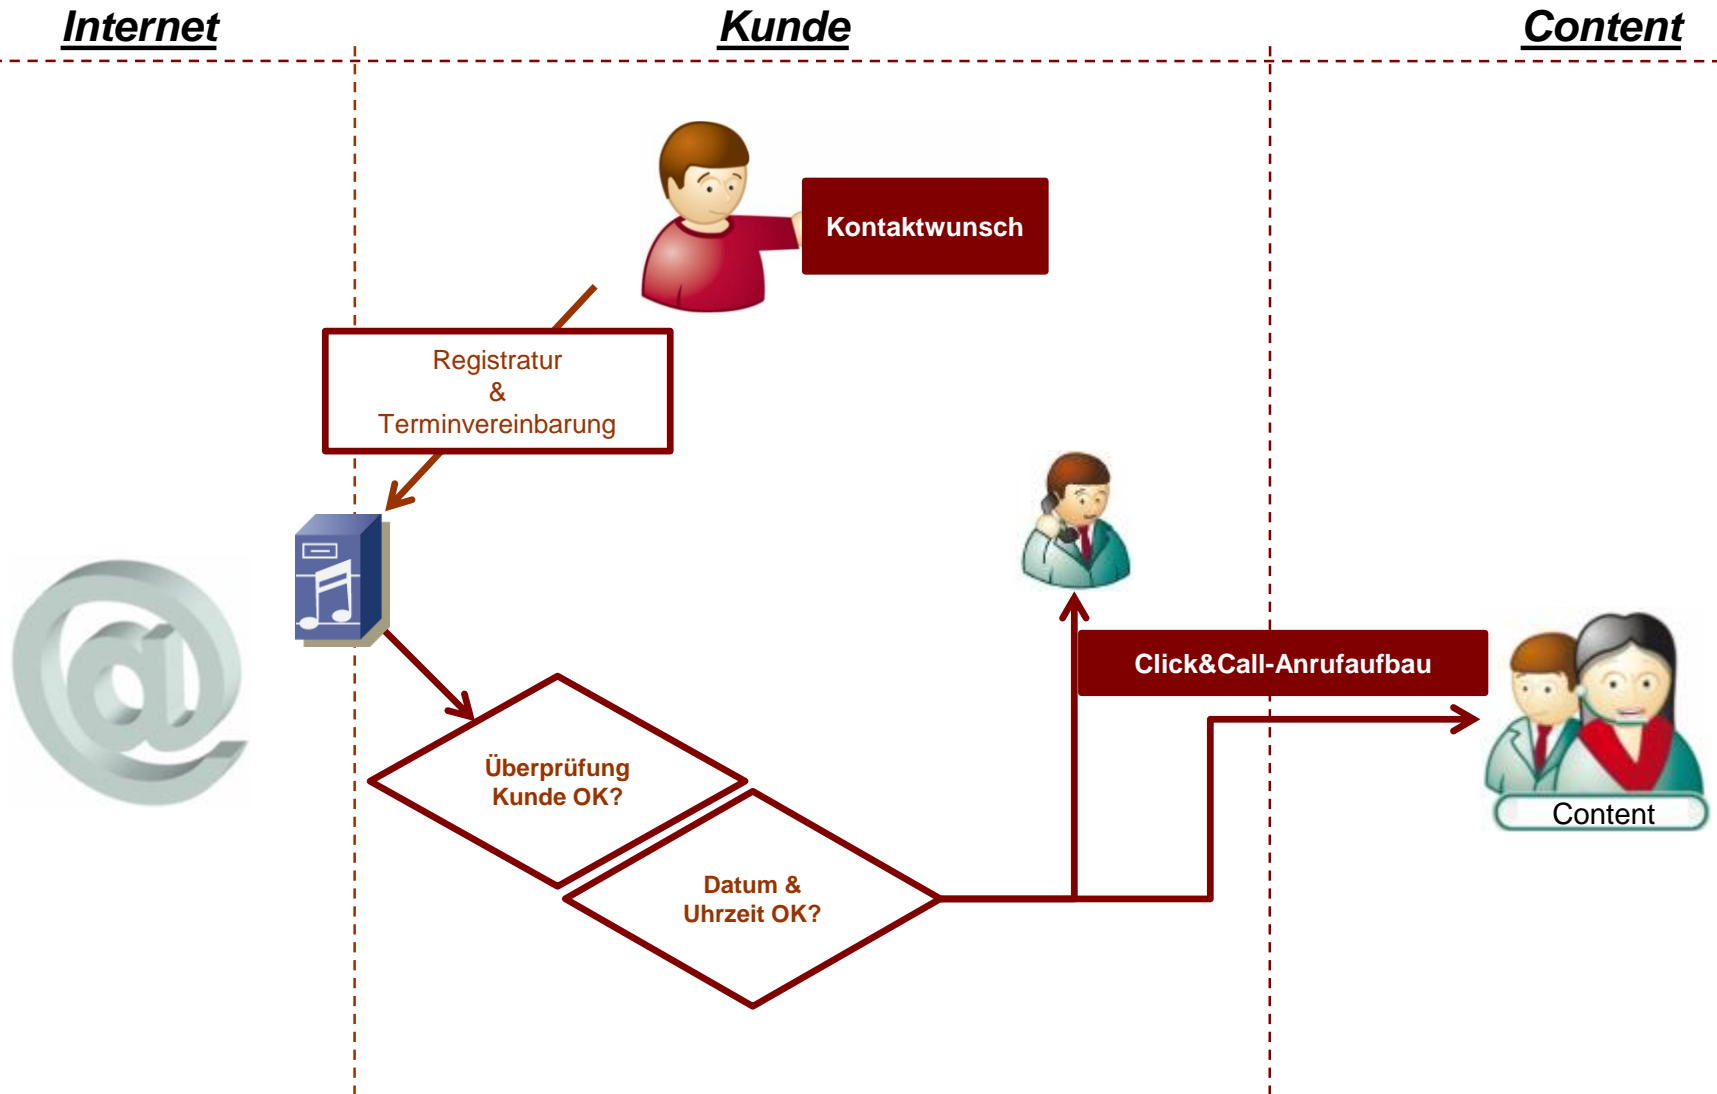 Internet
Kunde
Content
Kontaktwunsch
Registratur
&
Terminvereinbarung
Click&Call-Anrufaufbau
Überprüfung
Kunde OK?
Content
Datum &
Uhrzeit OK?